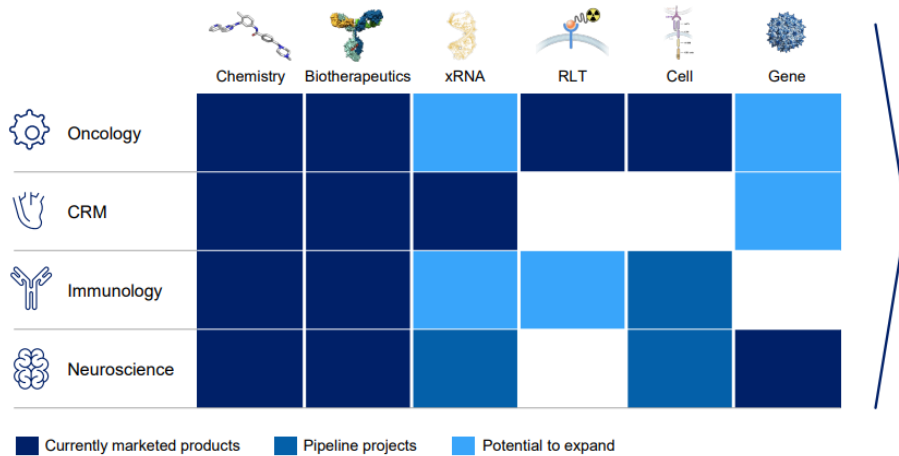 Chemistry Biotherapeutics xRNA RLT Cell Gene
Oncology
CRM
Immunology
Neuroscience
Currently marketed products Pipeline projects Potential to expand